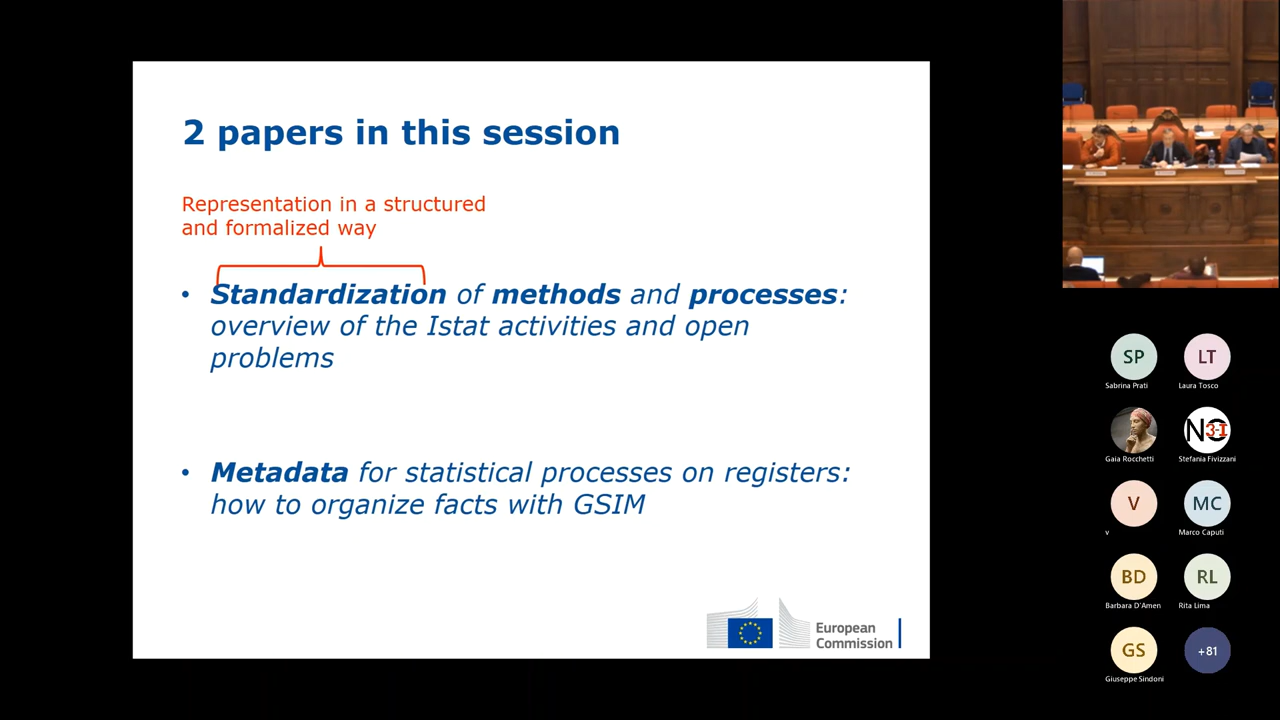 2 papers in this session
Representation in a structured
and formalized way
• Standardization of methods and processes:
overview of the Istat activities and open
problems
• Metadata for statistical processes on registers:
how to organize facts with GSIM
European
Commission
SP
LT
Sabrina Prati
Laura Tosco
Gaia Rocchetti
Stefania Fivizzani
V
MC
v
Marco Caputi
BD
RL
Barbara D'Amen
Rita Lima
GS
+81
Giuseppe Sindoni